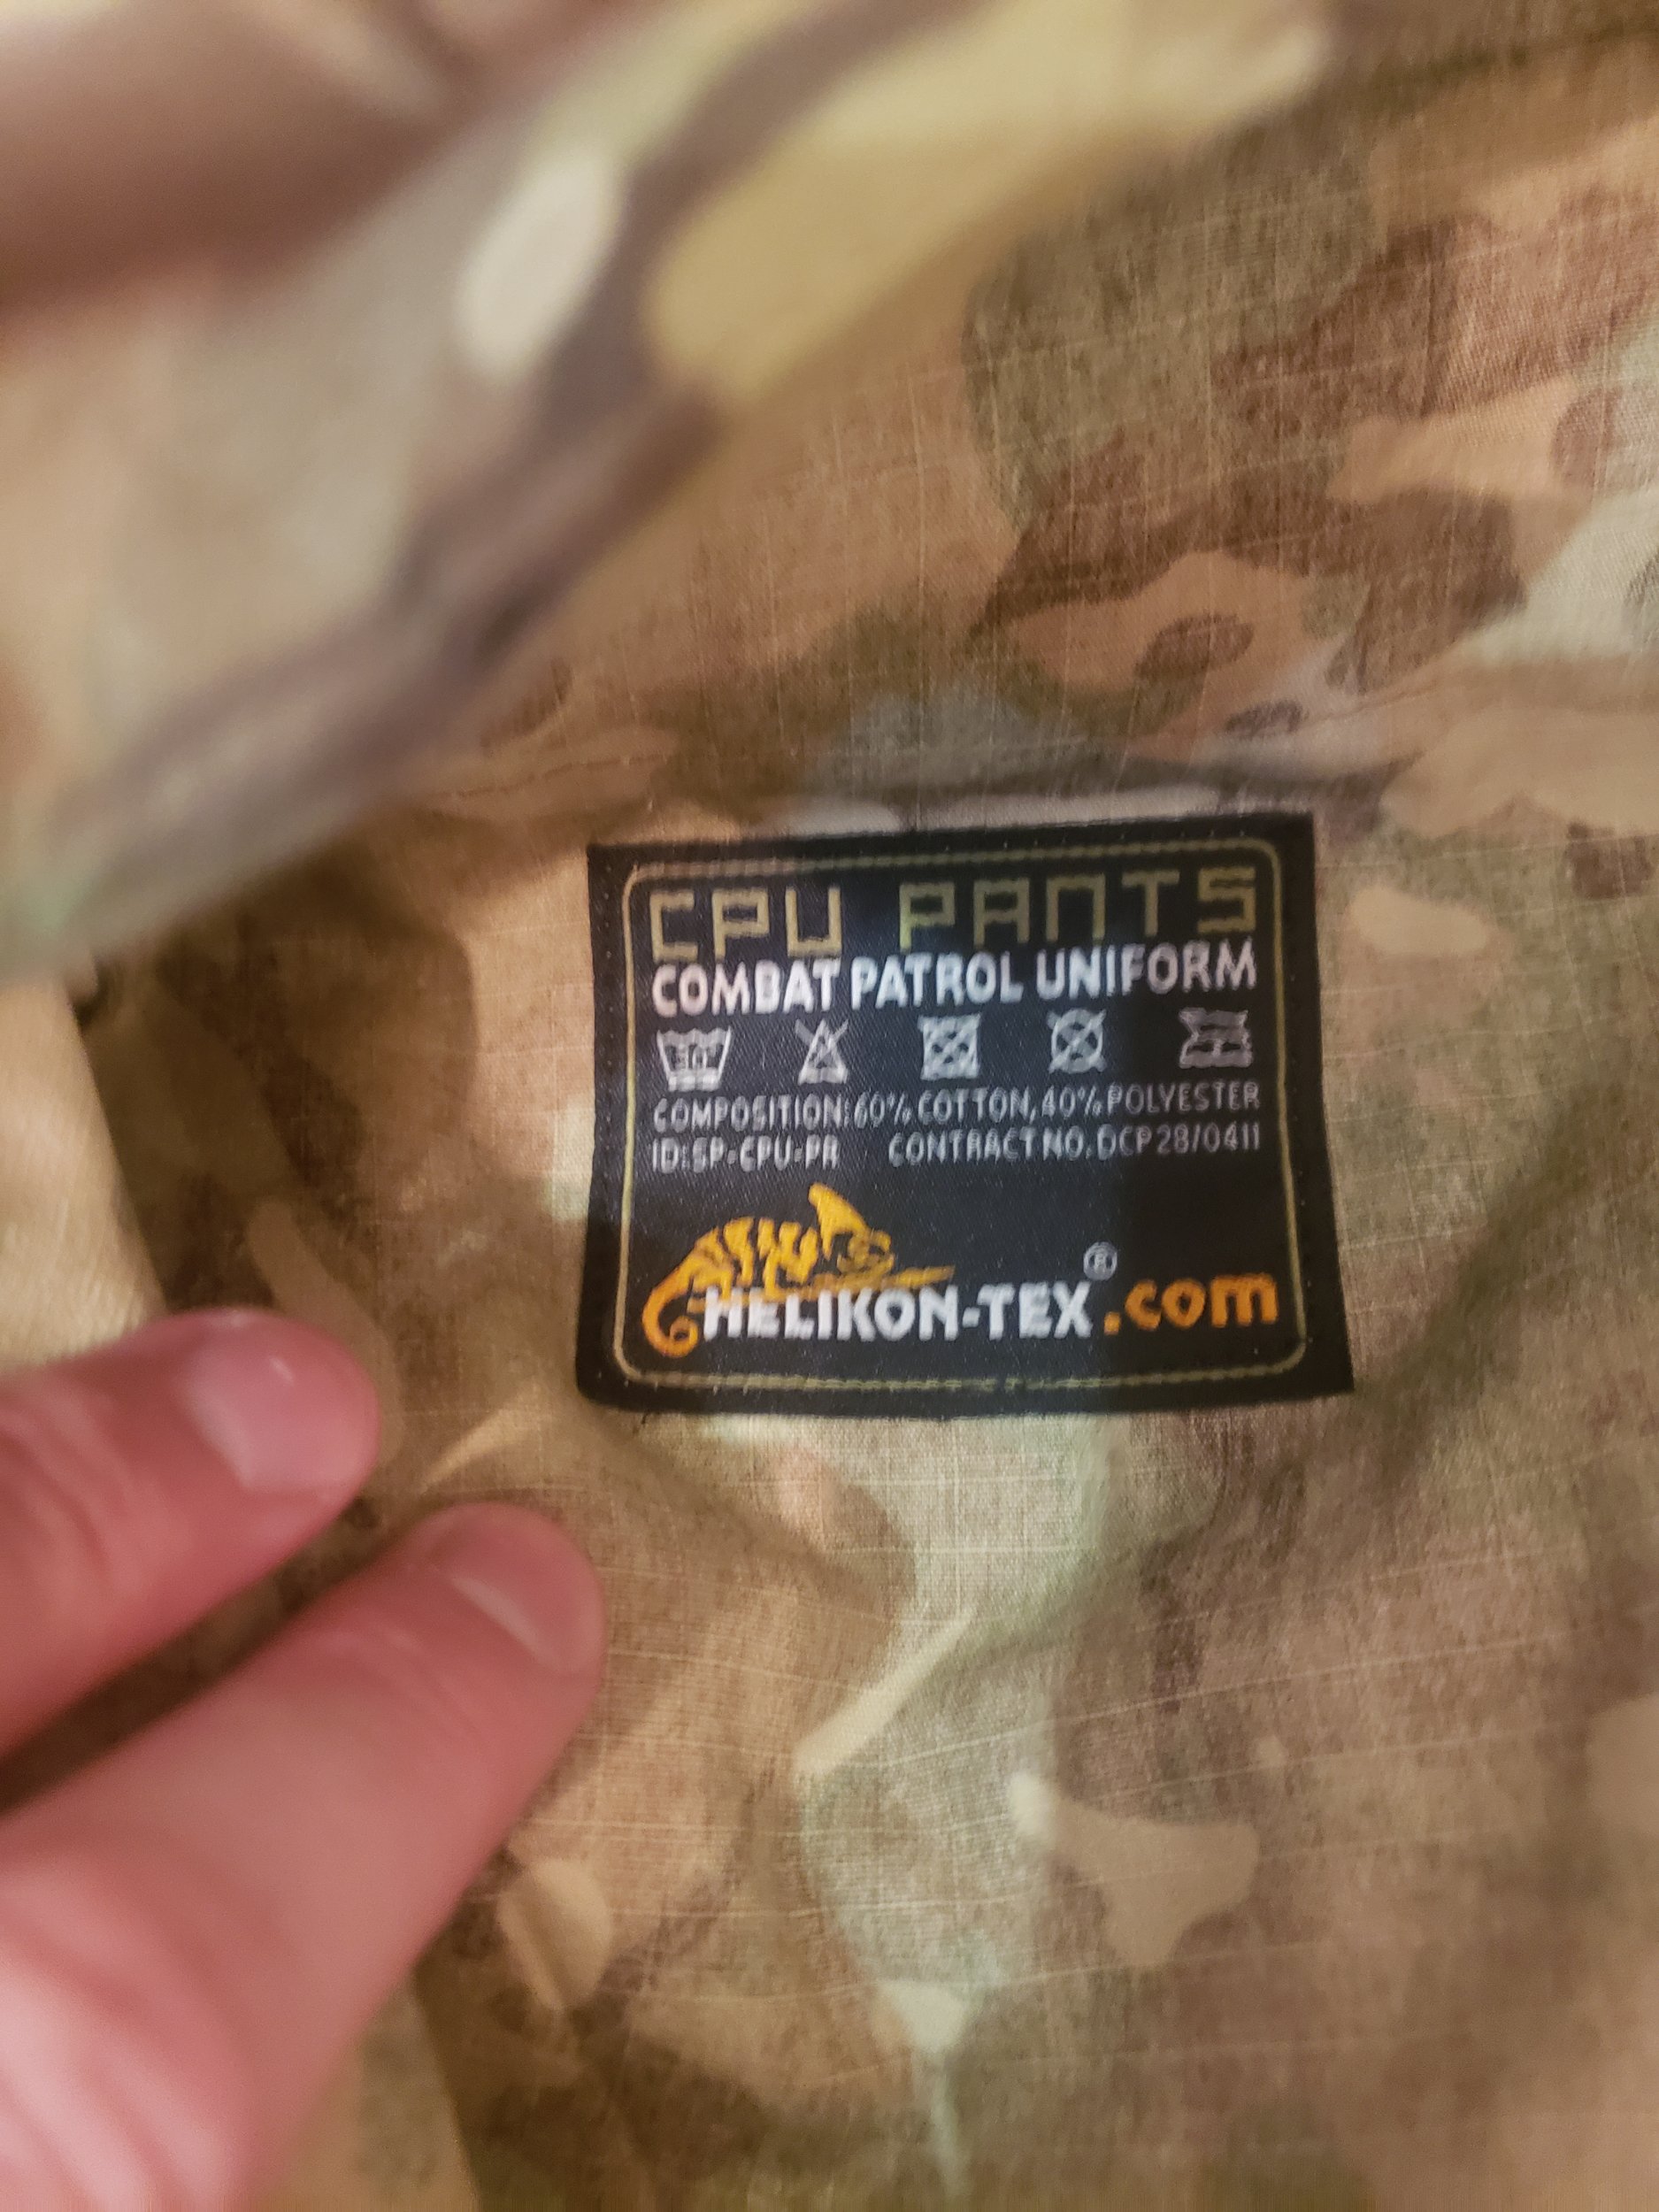 CPU PANTS
COMBAT PATROL UNIFORM
30
COMPOSITION: 60% COTTON, 40% POLYESTER
ID: SP-CPU-PR CONTRACT NO. DCP 28/0411
HELIKON-TEX®.com